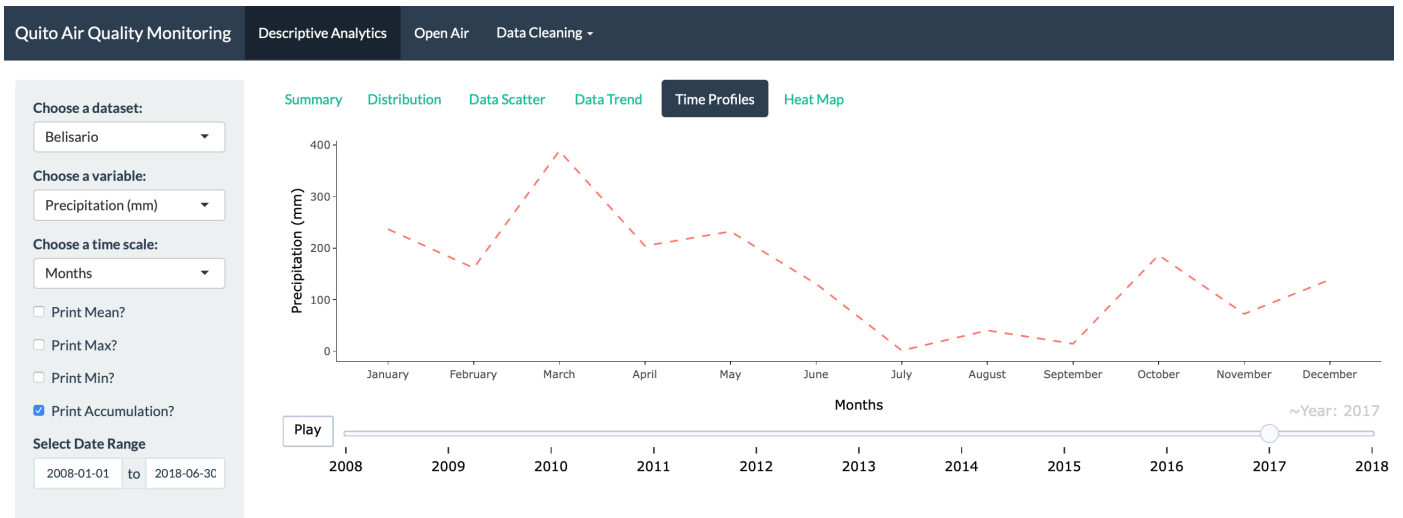 Quito Air Quality Monitoring Descriptive Analytics Open Air Data Cleaning
Choose a dataset:
Belisario
Choose a variable:
Precipitation (mm)
Choose a time scale:
Months
Print Mean?
Print Max?
Print Min?
Print Accumulation?
Select Date Range
2008-01-01 to 2018-06-30
Summary Distribution Data Scatter Data Trend Time Profiles Heat Map
Precipitation (mm)
400
300
200
100
0
January February March April May June July August September October November December
Months
~Year: 2017
Play
2008 2009 2010 2011 2012 2013 2014 2015 2016 2017 2018